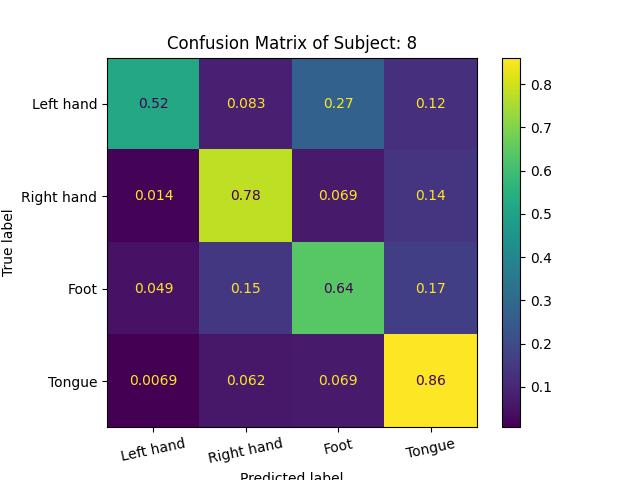 Confusion Matrix of Subject: 8
True label
Left hand 0.52 0.083 0.27 0.12
Right hand 0.014 0.78 0.069 0.14
Foot 0.049 0.15 0.64 0.17
Tongue 0.0069 0.062 0.069 0.86
Left hand Right hand Foot Tongue
Predicted label
0.8
0.7
0.6
0.5
0.4
0.3
0.2
0.1